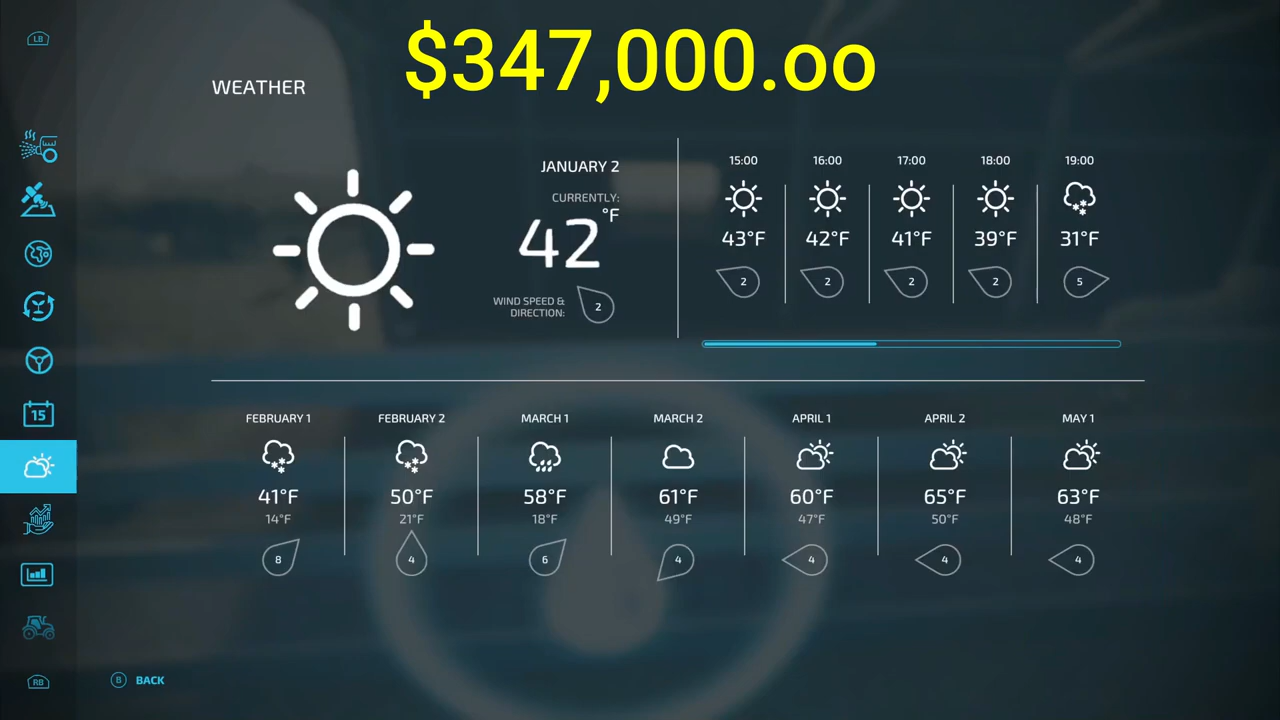 LB
$347,000.oo
WEATHER
JANUARY 2
CURRENTLY:
42°F
WIND SPEED &
DIRECTION:
2
15:00 16:00 17:00 18:00 19:00
43°F 42°F 41°F 39°F 31°F
2 2 2 2 5
15
FEBRUARY 1 FEBRUARY 2 MARCH 1 MARCH 2 APRIL 1 APRIL 2 MAY 1
41°F 50°F 58°F 61°F 60°F 65°F 63°F
14°F 21°F 18°F 49°F 47°F 50°F 48°F
8 4 6 4 4 4 4
RB
B BACK